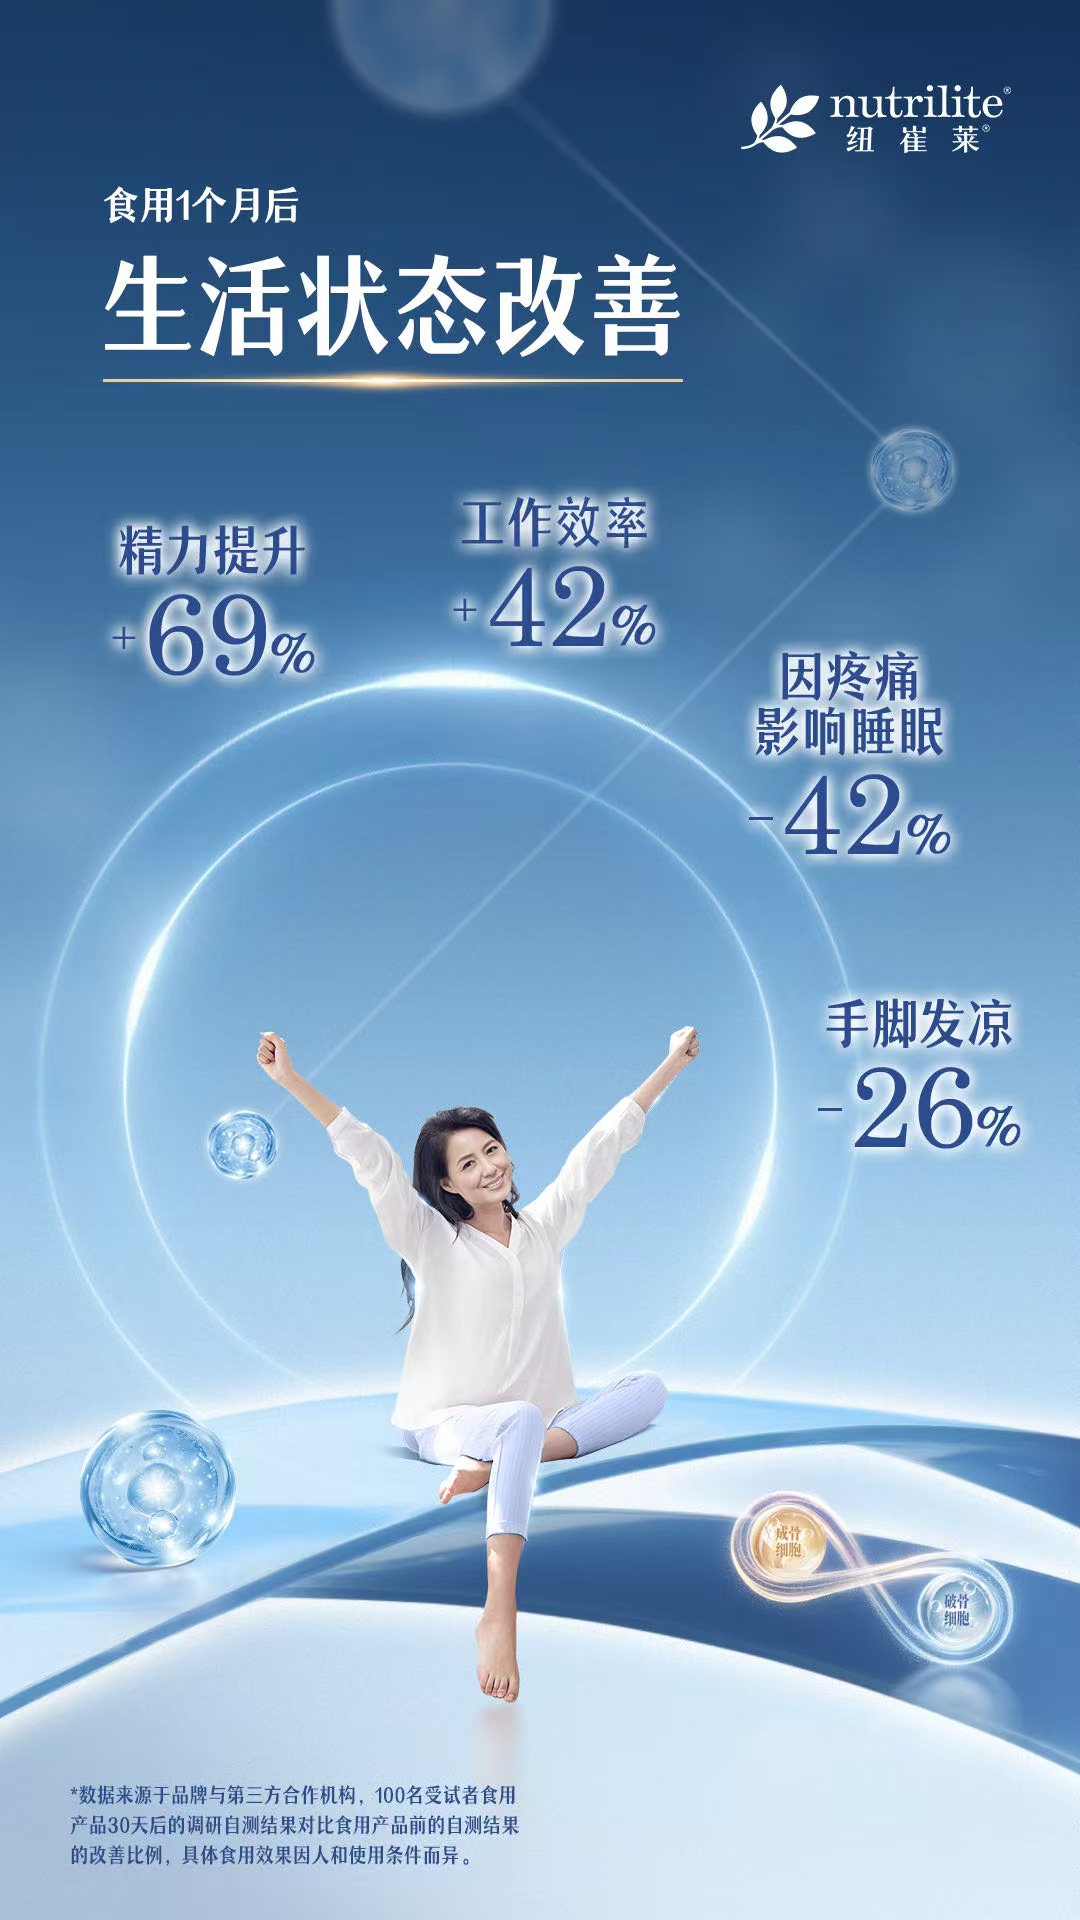 nutrilite®
纽崔莱®
食用1个月后
生活状态改善
精力提升
+69%
工作效率
+42%
因疼痛
影响睡眠
-42%
手脚发凉
-26%
成骨
细胞
破骨
细胞
*数据来源于品牌与第三方合作机构，100名受试者食用
产品30天后的调研自测结果对比食用产品前的自测结果
的改善比例，具体食用效果因人和使用条件而异。